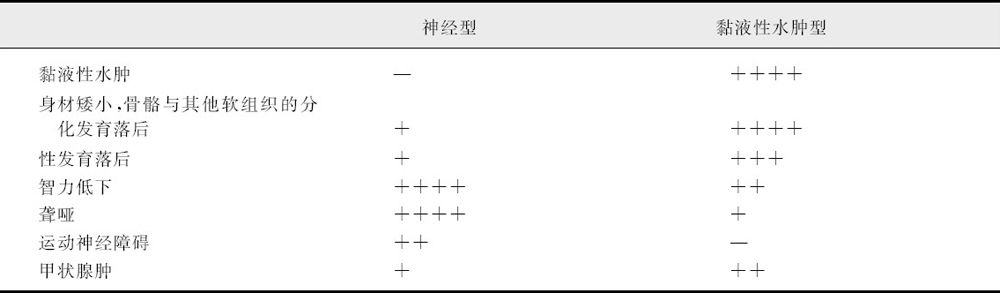 神经型 黏液性水肿型
黏液性水肿 — ++++
身材矮小,骨骼与其他软组织的分
化发育落后 + ++++
性发育落后 + +++
智力低下 ++++ ++
聋哑 ++++ +
运动神经障碍 ++ —
甲状腺肿 + ++